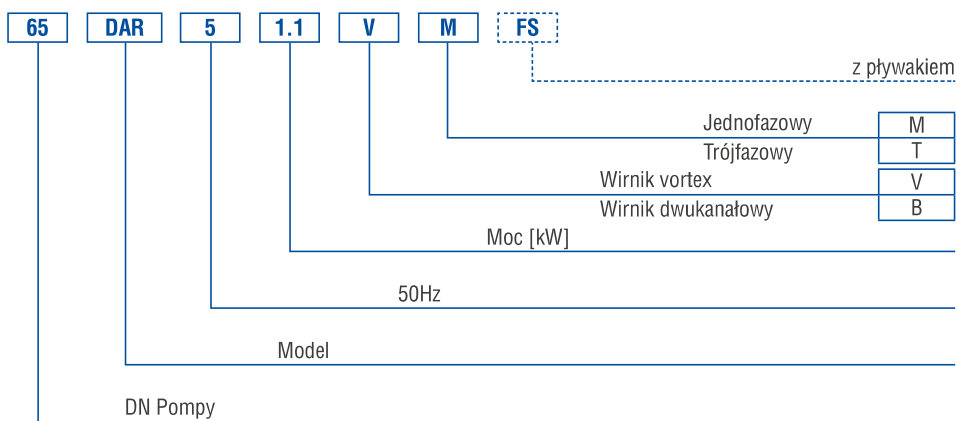 65 DAR 5 1.1 V M FS
z pływakiem
Jednofazowy M
Trójfazowy T
Wirnik vortex V
Wirnik dwukanałowy B
Moc [kW]
50Hz
Model
DN Pompy